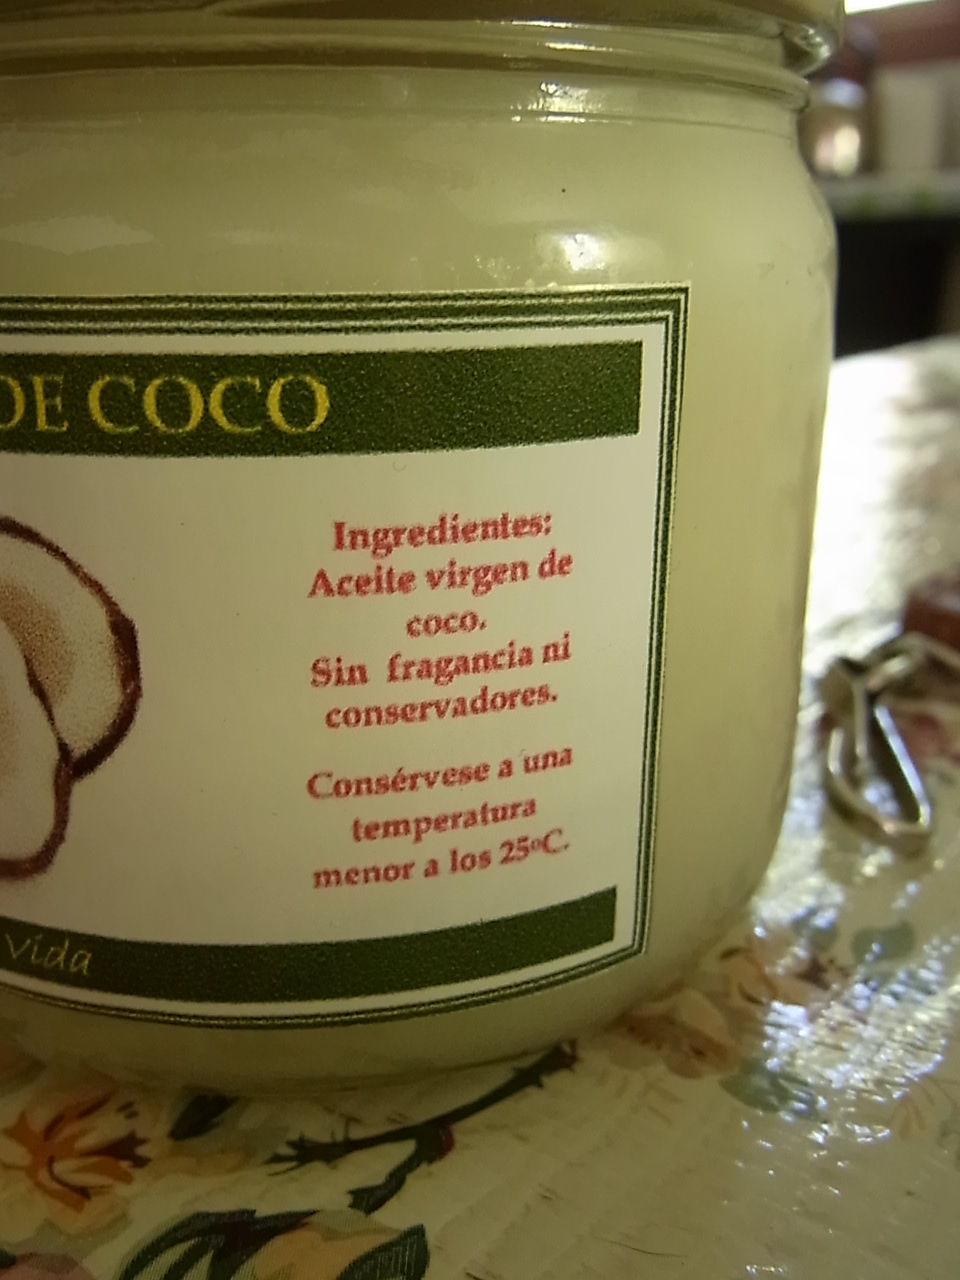 DE COCO
Ingredientes:
Aceite virgen de
coco.
Sin fragancia ni
conservadores.
Consérvese a una
temperatura
menor a los 25ºC.
vida